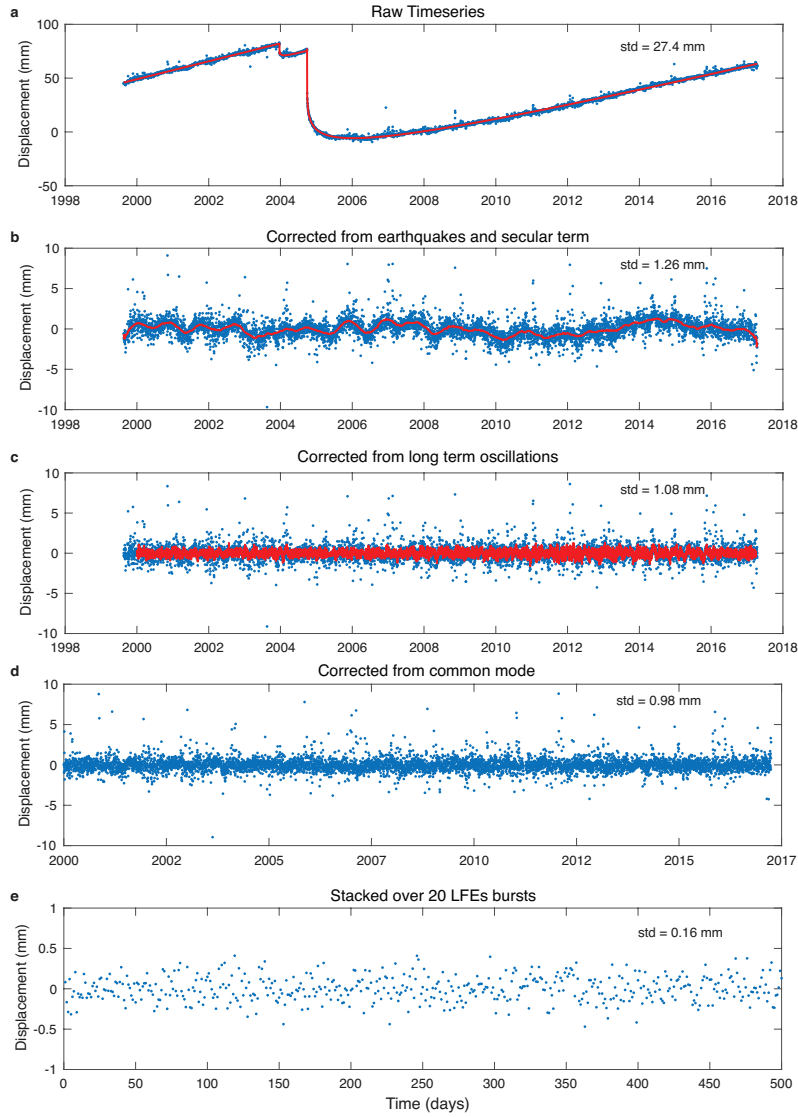 a
Raw Timeseries
100
50
0
-50
Displacement (mm)
std = 27.4 mm
1998 2000 2002 2004 2006 2008 2010 2012 2014 2016 2018
b
Corrected from earthquakes and secular term
10
5
0
-5
-10
Displacement (mm)
std = 1.26 mm
1998 2000 2002 2004 2006 2008 2010 2012 2014 2016 2018
c
Corrected from long term oscillations
10
5
0
-5
-10
Displacement (mm)
std = 1.08 mm
1998 2000 2002 2004 2006 2008 2010 2012 2014 2016 2018
d
Corrected from common mode
10
5
0
-5
-10
Displacement (mm)
std = 0.98 mm
2000 2002 2005 2007 2010 2012 2015 2017
e
Stacked over 20 LFEs bursts
1
0.5
0
-0.5
-1
Displacement (mm)
std = 0.16 mm
0 50 100 150 200 250 300 350 400 450 500
Time (days)